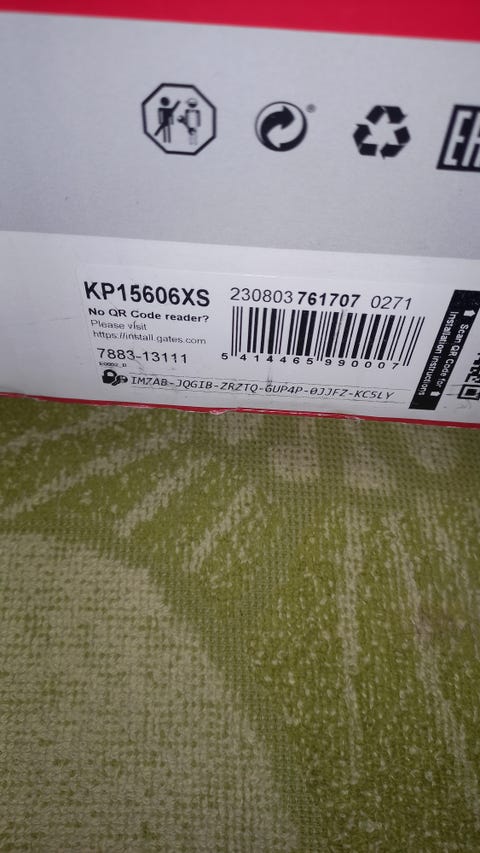 EH
KP15606XS
230803 761707 0271
No QR Code reader?
Please visit
https://install.gates.com
7883-13111
5 414465 990007
IMZAB-JQGIB-ZRZTQ-GUP4P-0JJFZ-KC5LY
Scan QR Code for
installation instructions